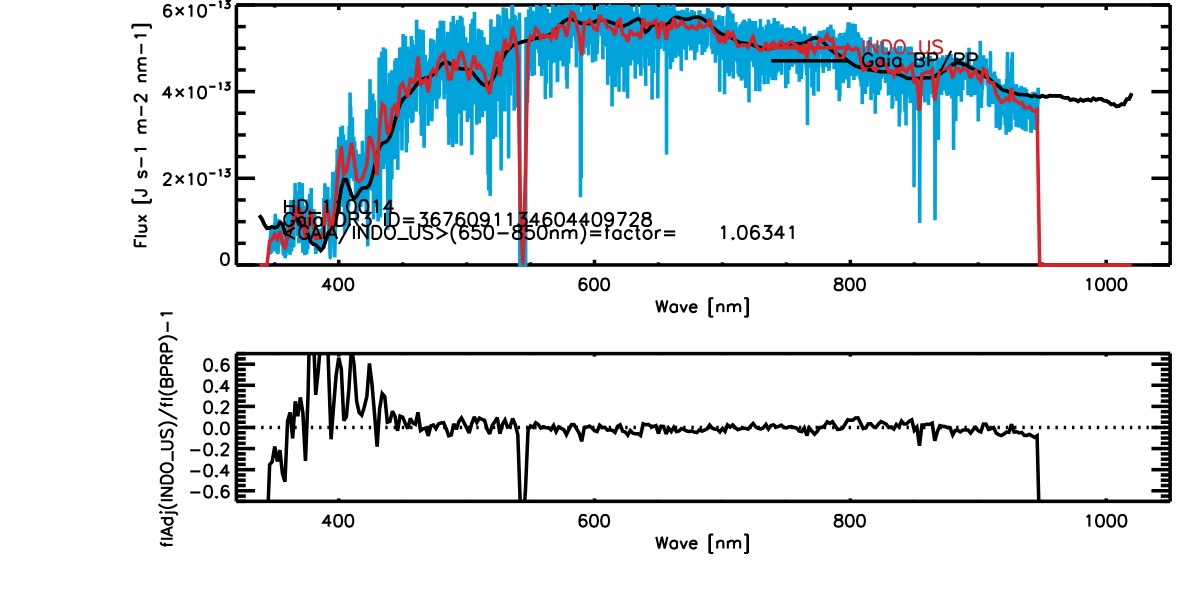 6×10−13
4×10−13
2×10−13
0
Flux [J s−1 m−2 nm−1]
INDO_US
Gaia BP/RP
HD_110014
Gaia DR3 ID=3676091134604409728
<GAIA/INDO_US>(650−850nm)=factor= 1.06341
400 600 800 1000
Wave [nm]
flAdj(INDO_US)/fl(BPRP)−1
0.6
0.4
0.2
0.0
−0.2
−0.4
−0.6
400 600 800 1000
Wave [nm]